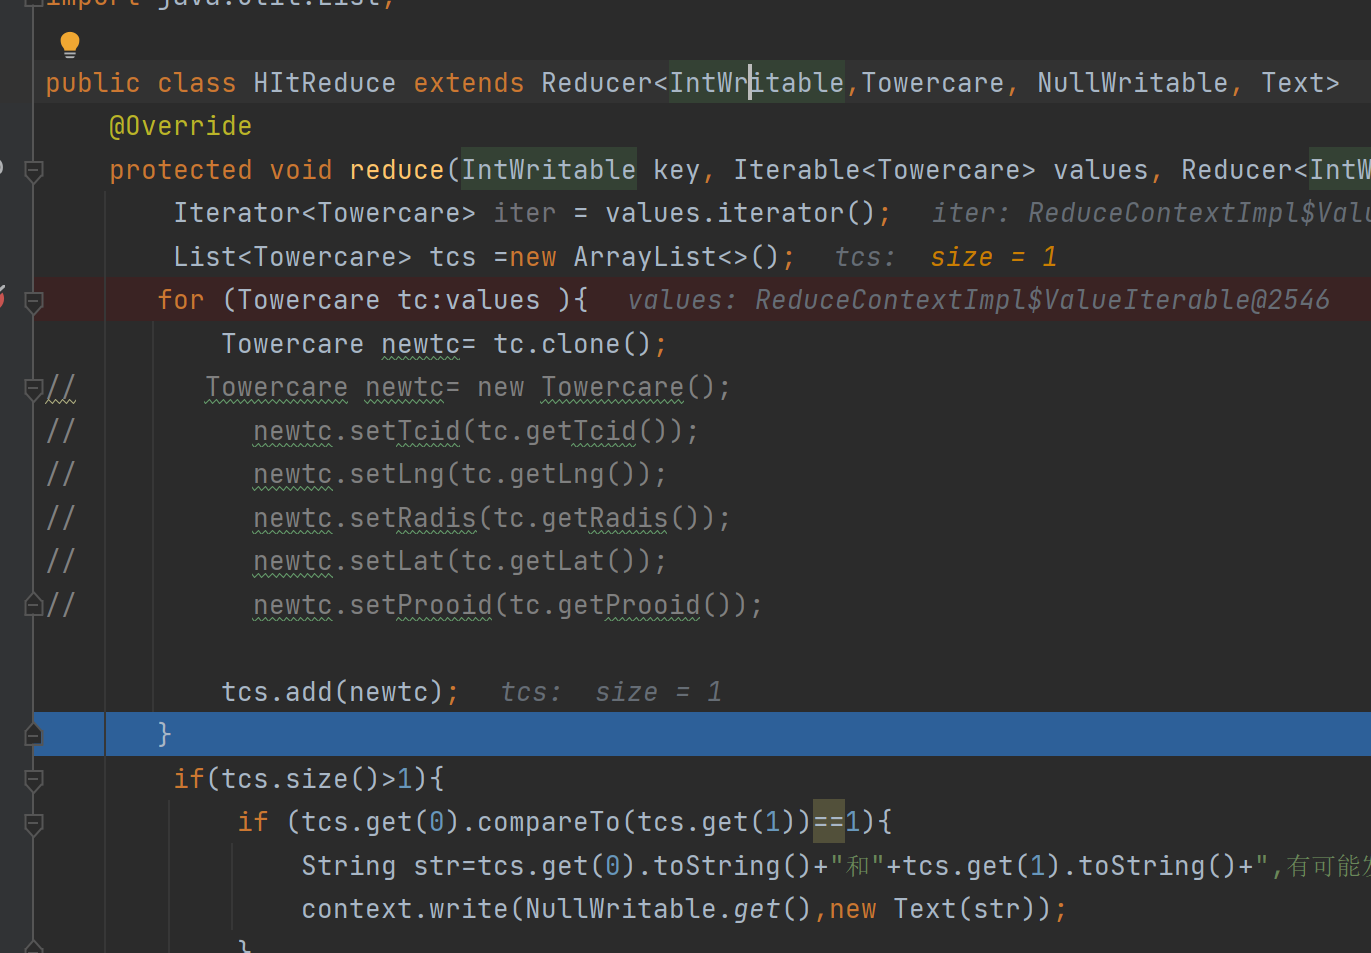 import java.util.List;
public class HItReduce extends Reducer<IntWritable,Towercare, NullWritable, Text>
@Override
protected void reduce(IntWritable key, Iterable<Towercare> values, Reducer<IntW
Iterator<Towercare> iter = values.iterator(); iter: ReduceContextImpl$Valu
List<Towercare> tcs =new ArrayList<>(); tcs: size = 1
for (Towercare tc:values ){ values: ReduceContextImpl$ValueIterable@2546
Towercare newtc= tc.clone();
// Towercare newtc= new Towercare();
// newtc.setTcid(tc.getTcid());
// newtc.setLng(tc.getLng());
// newtc.setRadis(tc.getRadis());
// newtc.setLat(tc.getLat());
// newtc.setProoid(tc.getProoid());
tcs.add(newtc); tcs: size = 1
}
if(tcs.size()>1){
if (tcs.get(0).compareTo(tcs.get(1))==1){
String str=tcs.get(0).toString()+"和"+tcs.get(1).toString()+",有可能发
context.write(NullWritable.get(),new Text(str));
}